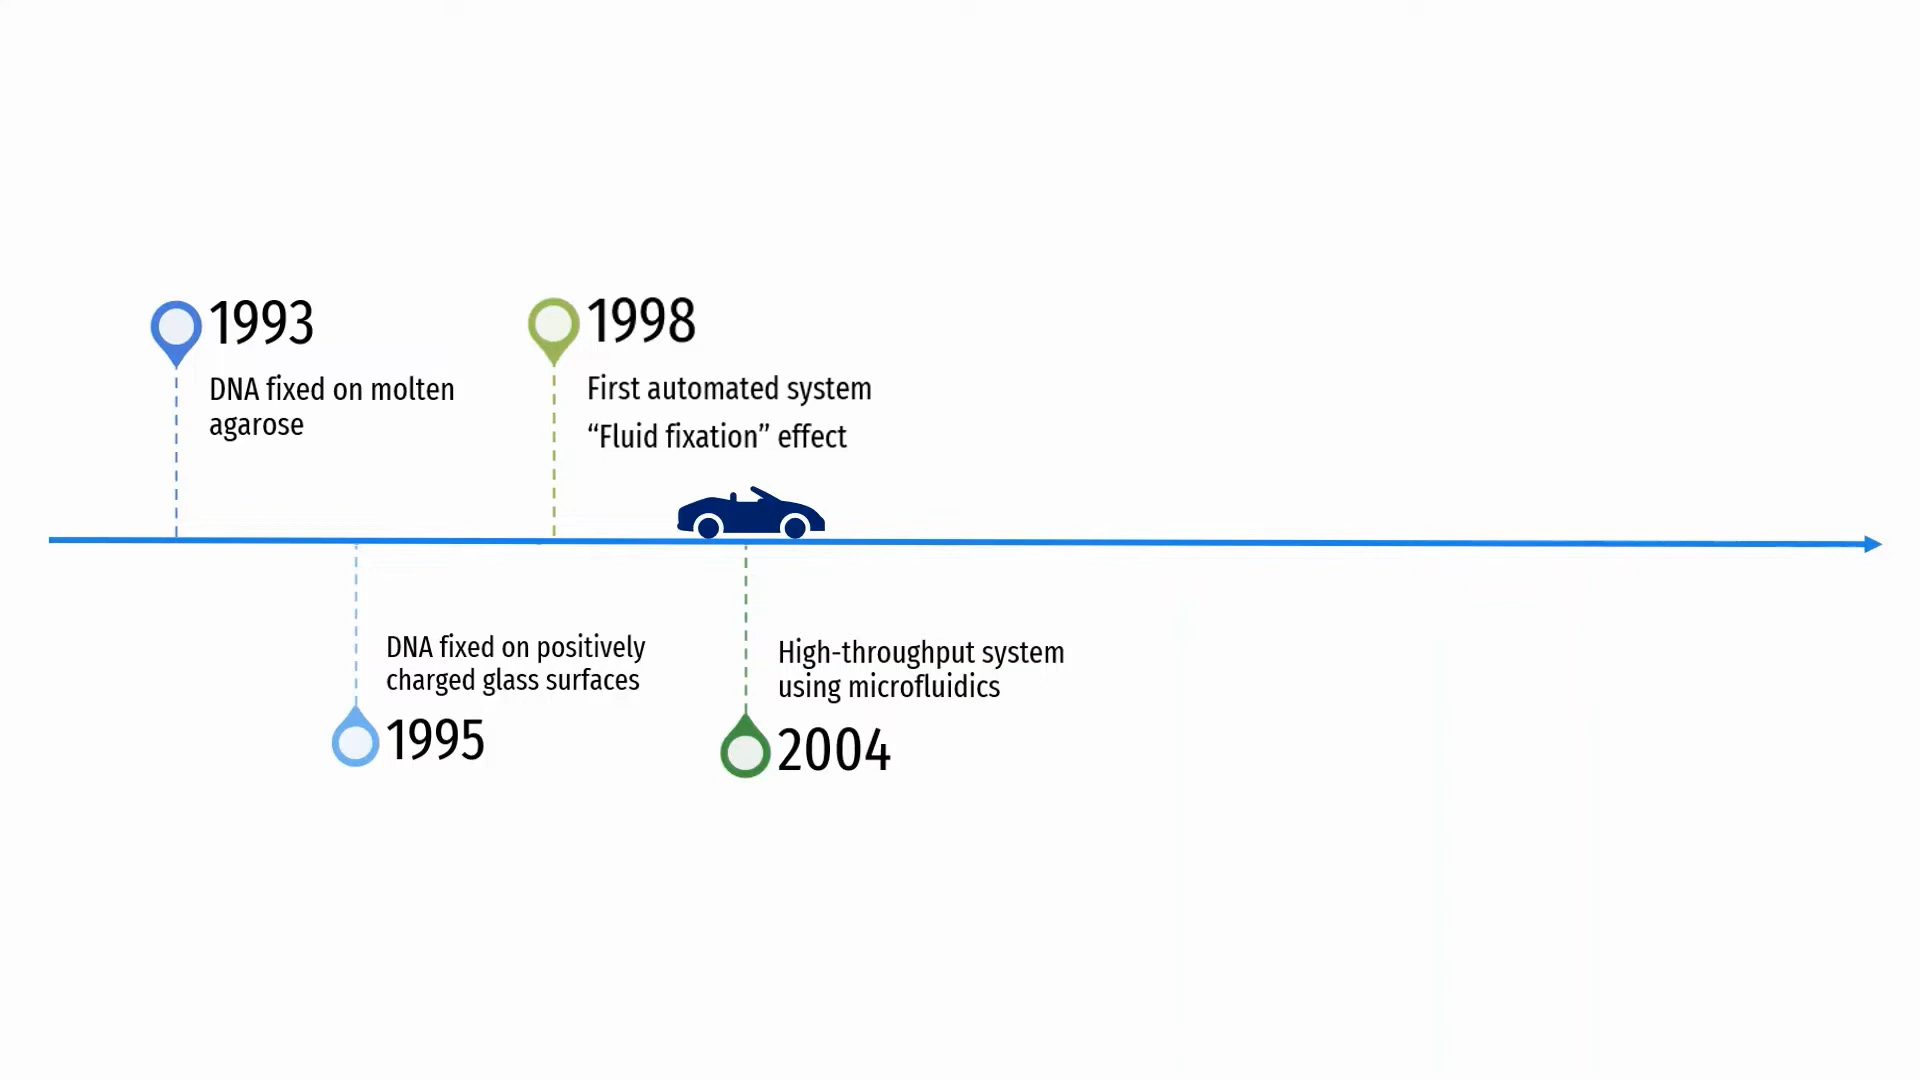 1993
DNA fixed on molten
agarose
1998
First automated system
“Fluid fixation” effect
DNA fixed on positively
charged glass surfaces
1995
High-throughput system
using microfluidics
2004